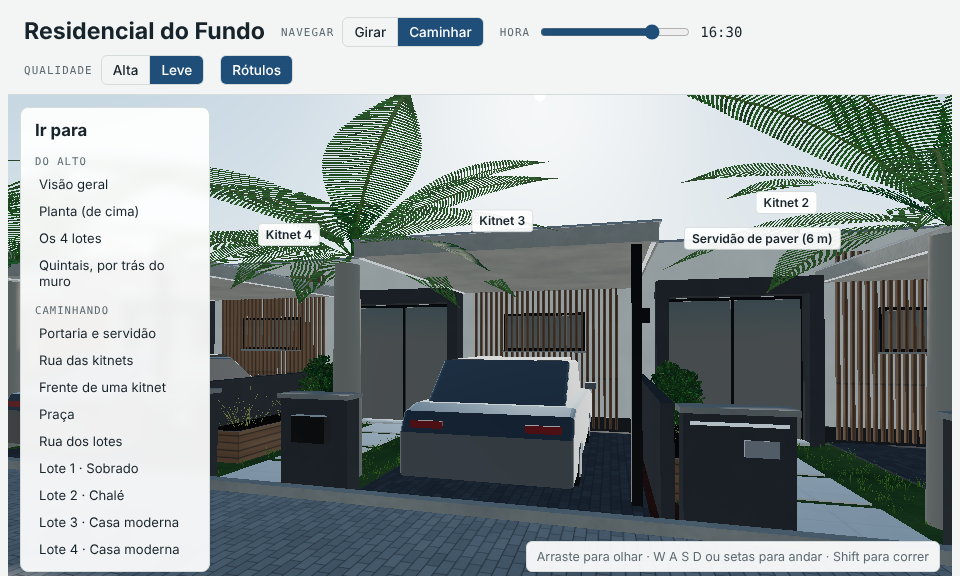 Residencial do Fundo
NAVEGAR
Girar
Caminhar
HORA
16:30
QUALIDADE
Alta
Leve
Rótulos
Ir para
DO ALTO
Visão geral
Planta (de cima)
Os 4 lotes
Quintais, por trás do
muro
CAMINHANDO
Portaria e servidão
Rua das kitnets
Frente de uma kitnet
Praça
Rua dos lotes
Lote 1 · Sobrado
Lote 2 · Chalé
Lote 3 · Casa moderna
Lote 4 · Casa moderna
Kitnet 4
Kitnet 3
Kitnet 2
Servidão de paver (6 m)
Arraste para olhar · W A S D ou setas para andar · Shift para correr